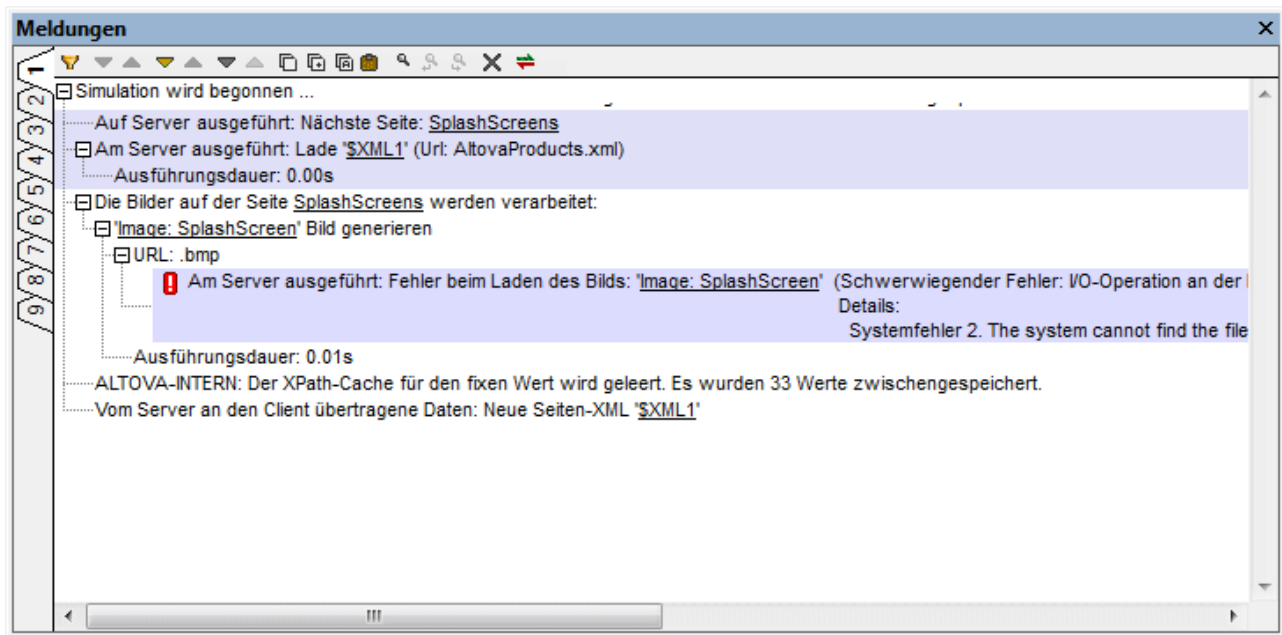 Meldungen
Simulation wird begonnen ...
Auf Server ausgeführt: Nächste Seite: SplashScreens
Am Server ausgeführt: Lade '$XML1' (Url: AltovaProducts.xml)
Ausführungsdauer: 0.00s
Die Bilder auf der Seite SplashScreens werden verarbeitet:
'Image: SplashScreen' Bild generieren
URL: .bmp
Am Server ausgeführt: Fehler beim Laden des Bilds: 'Image: SplashScreen' (Schwerwiegender Fehler: I/O-Operation an der
Details:
Systemfehler 2. The system cannot find the file
Ausführungsdauer: 0.01s
ALTOVA-INTERN: Der XPath-Cache für den fixen Wert wird geleert. Es wurden 33 Werte zwischengespeichert.
Vom Server an den Client übertragene Daten: Neue Seiten-XML '$XML1'
1
2
3
4
5
6
7
8
9